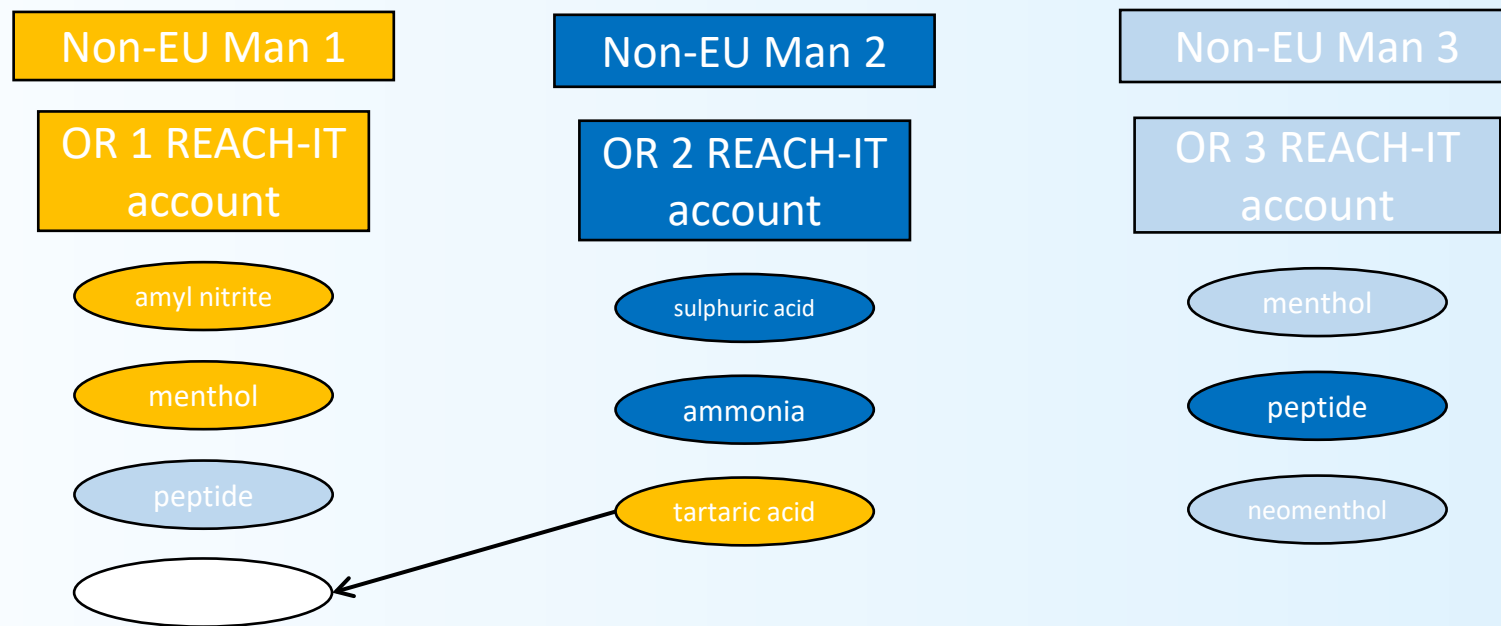 Non-EU Man 1
OR 1 REACH-IT
account
amyl nitrite
menthol
peptide
Non-EU Man 2
OR 2 REACH-IT
account
sulphuric acid
ammonia
tartaric acid
Non-EU Man 3
OR 3 REACH-IT
account
menthol
peptide
neomenthol